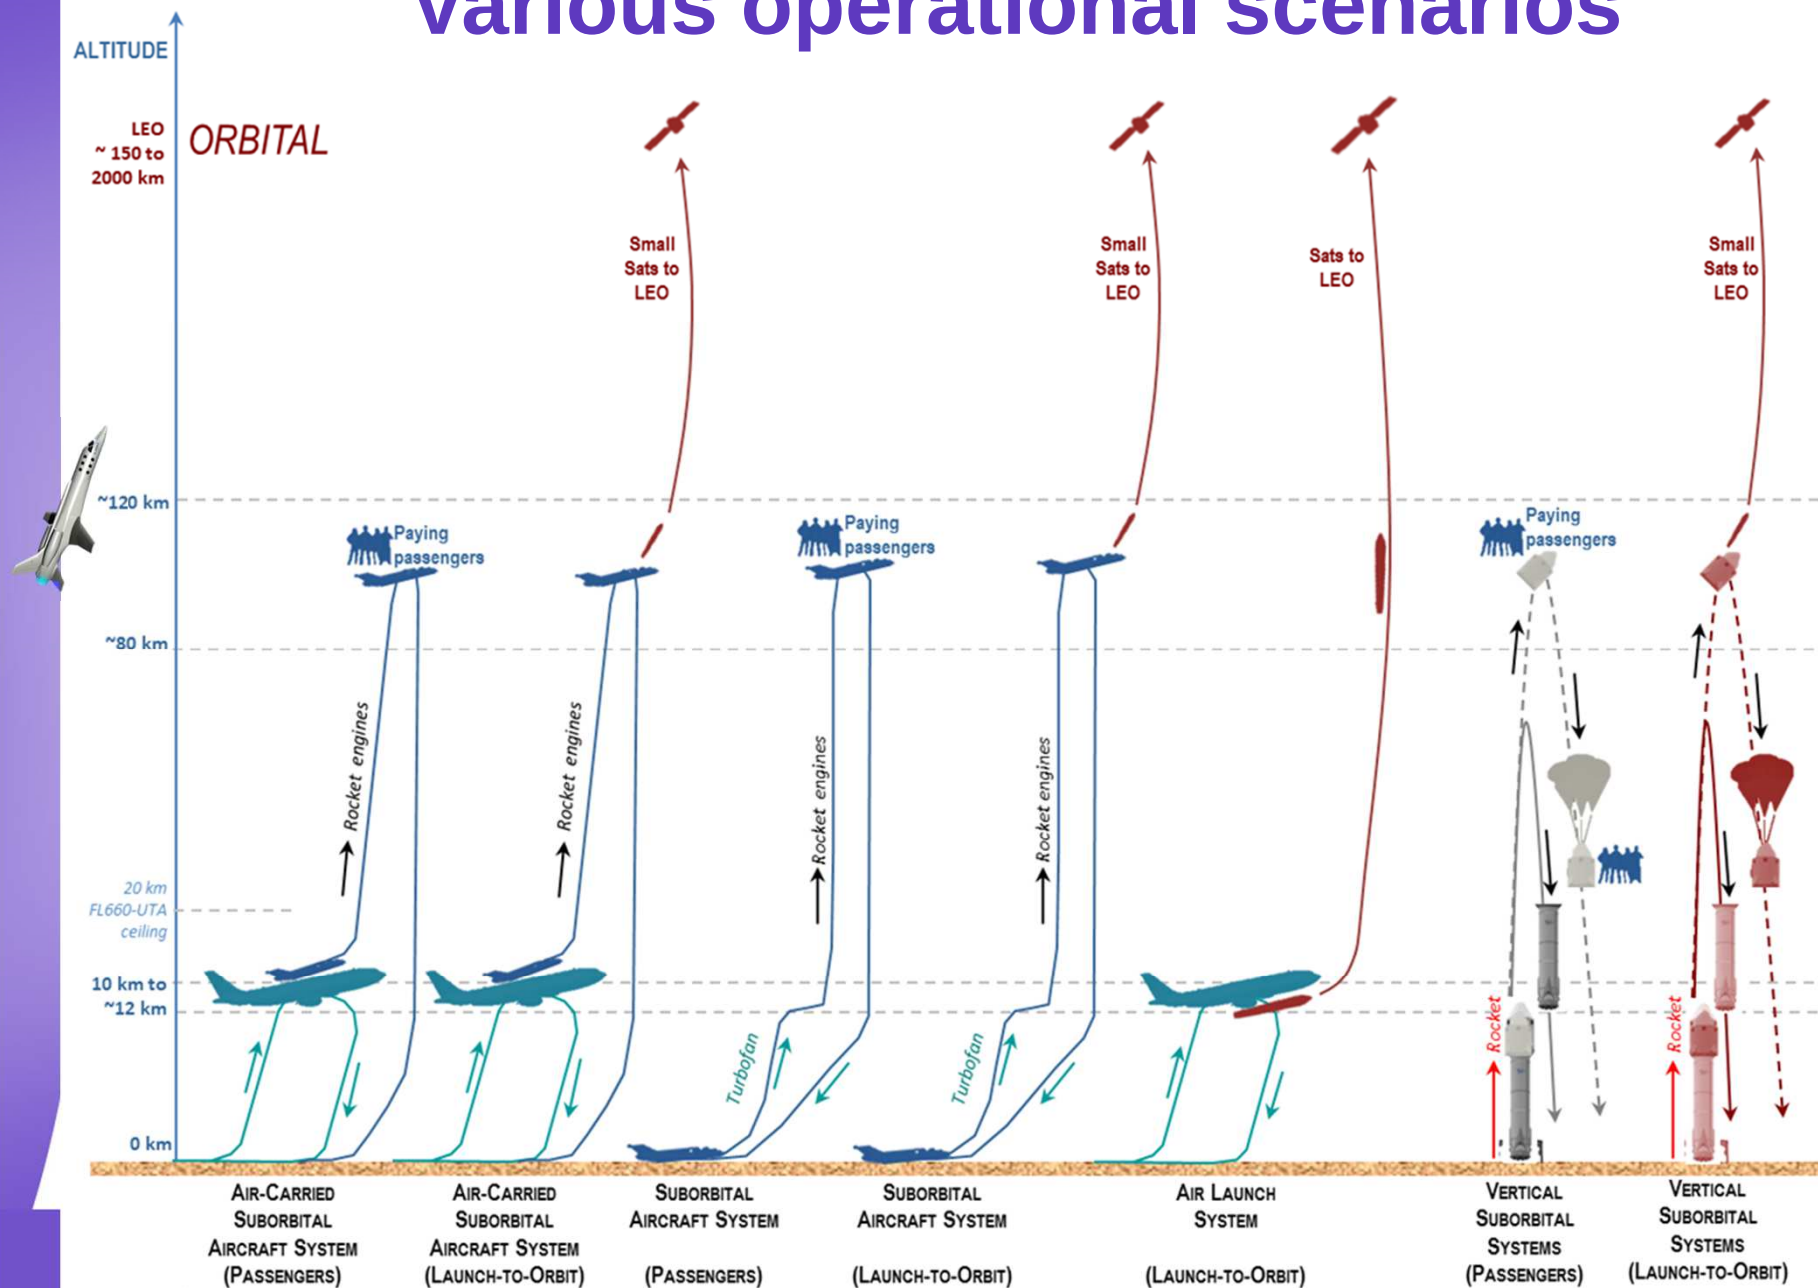 various operational scenarios
ALTITUDE
LEO
~ 150 to
2000 km
ORBITAL
Small
Sats to
LEO
Small
Sats to
LEO
Sats to
LEO
Small
Sats to
LEO
~120 km
Paying
passengers
Paying
passengers
Paying
passengers
~80 km
Rocket engines
Rocket engines
Rocket engines
Rocket engines
20 km
FL660-UTA
ceiling
10 km to
~12 km
Turbofan
Turbofan
Rocket
Rocket
0 km
AIR-CARRIED
SUBORBITAL
AIRCRAFT SYSTEM
(PASSENGERS)
AIR-CARRIED
SUBORBITAL
AIRCRAFT SYSTEM
(LAUNCH-TO-ORBIT)
SUBORBITAL
AIRCRAFT SYSTEM
(PASSENGERS)
SUBORBITAL
AIRCRAFT SYSTEM
(LAUNCH-TO-ORBIT)
AIR LAUNCH
SYSTEM
(LAUNCH-TO-ORBIT)
VERTICAL
SUBORBITAL
SYSTEMS
(PASSENGERS)
VERTICAL
SUBORBITAL
SYSTEMS
(LAUNCH-TO-ORBIT)